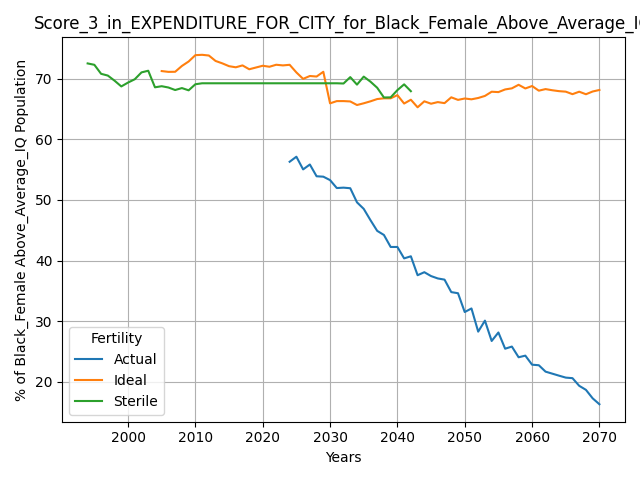 Score_3_in_EXPENDITURE_FOR_CITY_for_Black_Female_Above_Average_IQ
% of Black_Female Above_Average_IQ Population
70
60
50
40
30
20
Fertility
Actual
Ideal
Sterile
2000 2010 2020 2030 2040 2050 2060 2070
Years